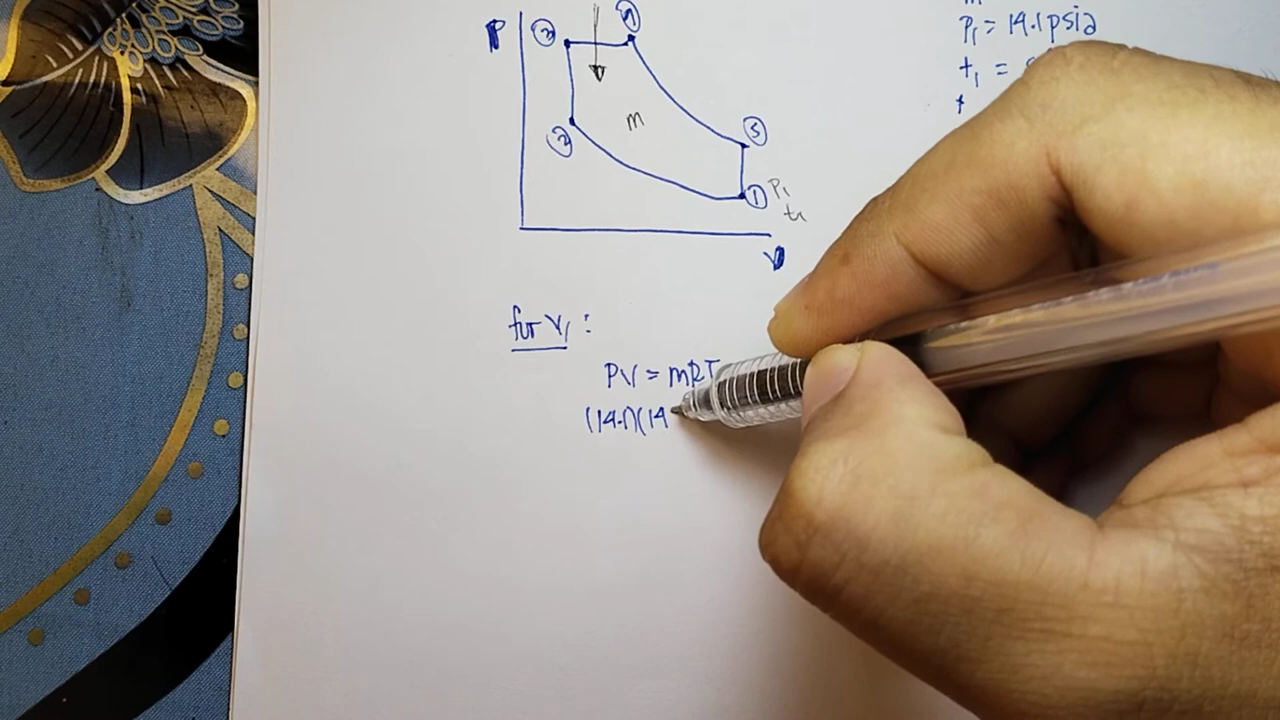 P
③ ④
m
②
⑤
① P₁
t₁
V
P₁ = 14.1 psia
t₁ =
for V₁ :
PV = mRT
(14.1)(14